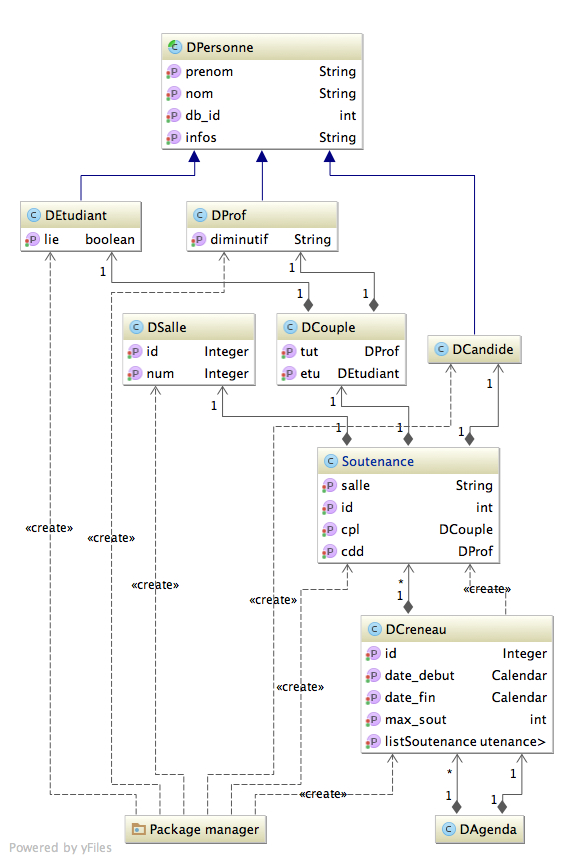 DPersonne
prenom String
nom String
db_id int
infos String
DEtudiant
lie boolean
DProf
diminutif String
1
1
1
1
DSalle
id Integer
num Integer
DCouple
tut DProf
etu DEtudiant
DCandide
1
1
1
1
1
1
Soutenance
salle String
id int
cpl DCouple
cdd DProf
«create»
«create»
«create»
«create»
«create»
«create»
*
1
DCreneau
id Integer
date_debut Calendar
date_fin Calendar
max_sout int
listSoutenance utenance>
«create»
*
1
1
1
Package manager
DAgenda
Powered by yFiles